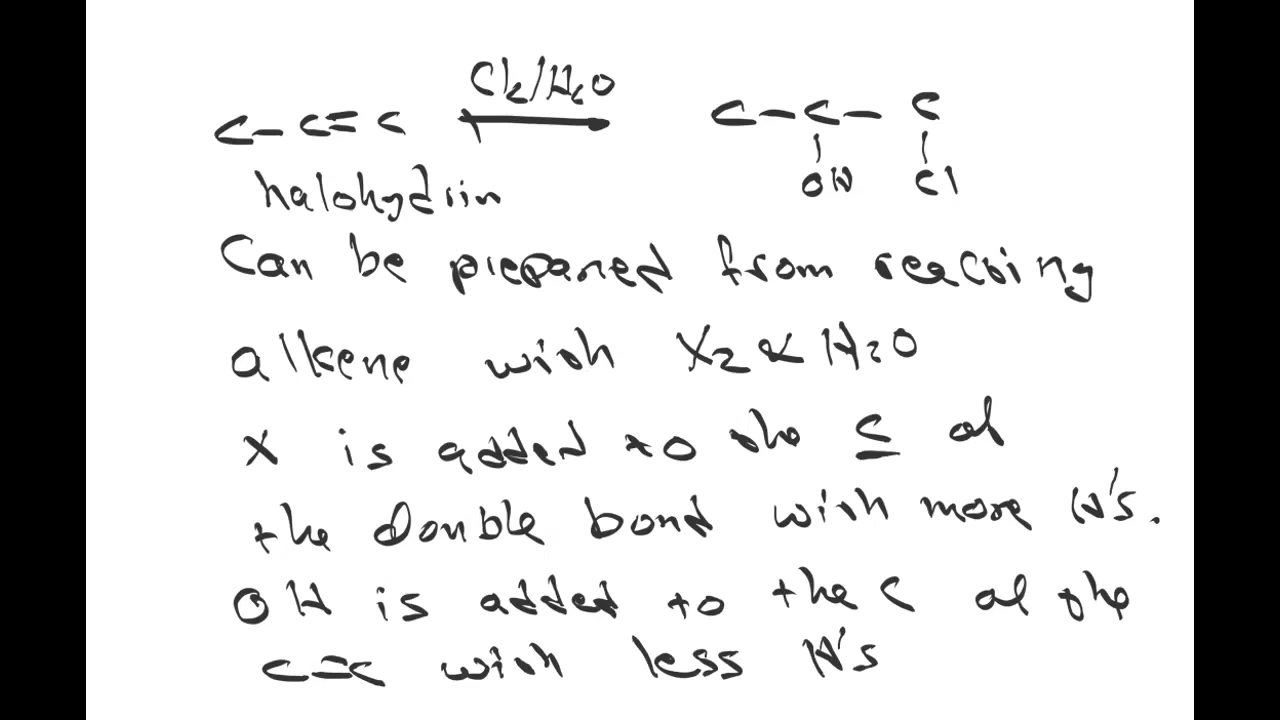 Cl2/H2O
C-C=C → C-C-C
OH Cl
halohydrin
Can be prepared from reacting
alkene with X2 & H2O
X is added to the C of
the double bond with more H's.
OH is added to the C of the
C=C with less H's